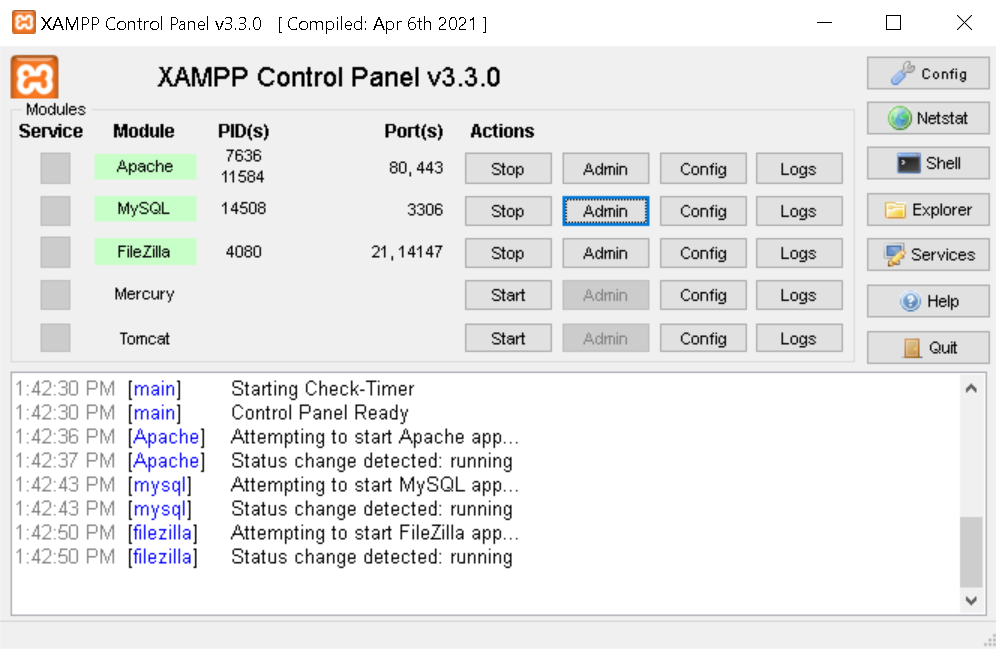 XAMPP Control Panel v3.3.0 [ Compiled: Apr 6th 2021 ]
XAMPP Control Panel v3.3.0
Config
Modules
Service Module PID(s) Port(s) Actions
Netstat
Apache 7636 11584 80, 443 Stop Admin Config Logs
Shell
MySQL 14508 3306 Stop Admin Config Logs
Explorer
FileZilla 4080 21, 14147 Stop Admin Config Logs
Services
Mercury Start Admin Config Logs
Help
Tomcat Start Admin Config Logs
Quit
1:42:30 PM [main] Starting Check-Timer
1:42:30 PM [main] Control Panel Ready
1:42:36 PM [Apache] Attempting to start Apache app...
1:42:37 PM [Apache] Status change detected: running
1:42:43 PM [mysql] Attempting to start MySQL app...
1:42:43 PM [mysql] Status change detected: running
1:42:50 PM [filezilla] Attempting to start FileZilla app...
1:42:50 PM [filezilla] Status change detected: running